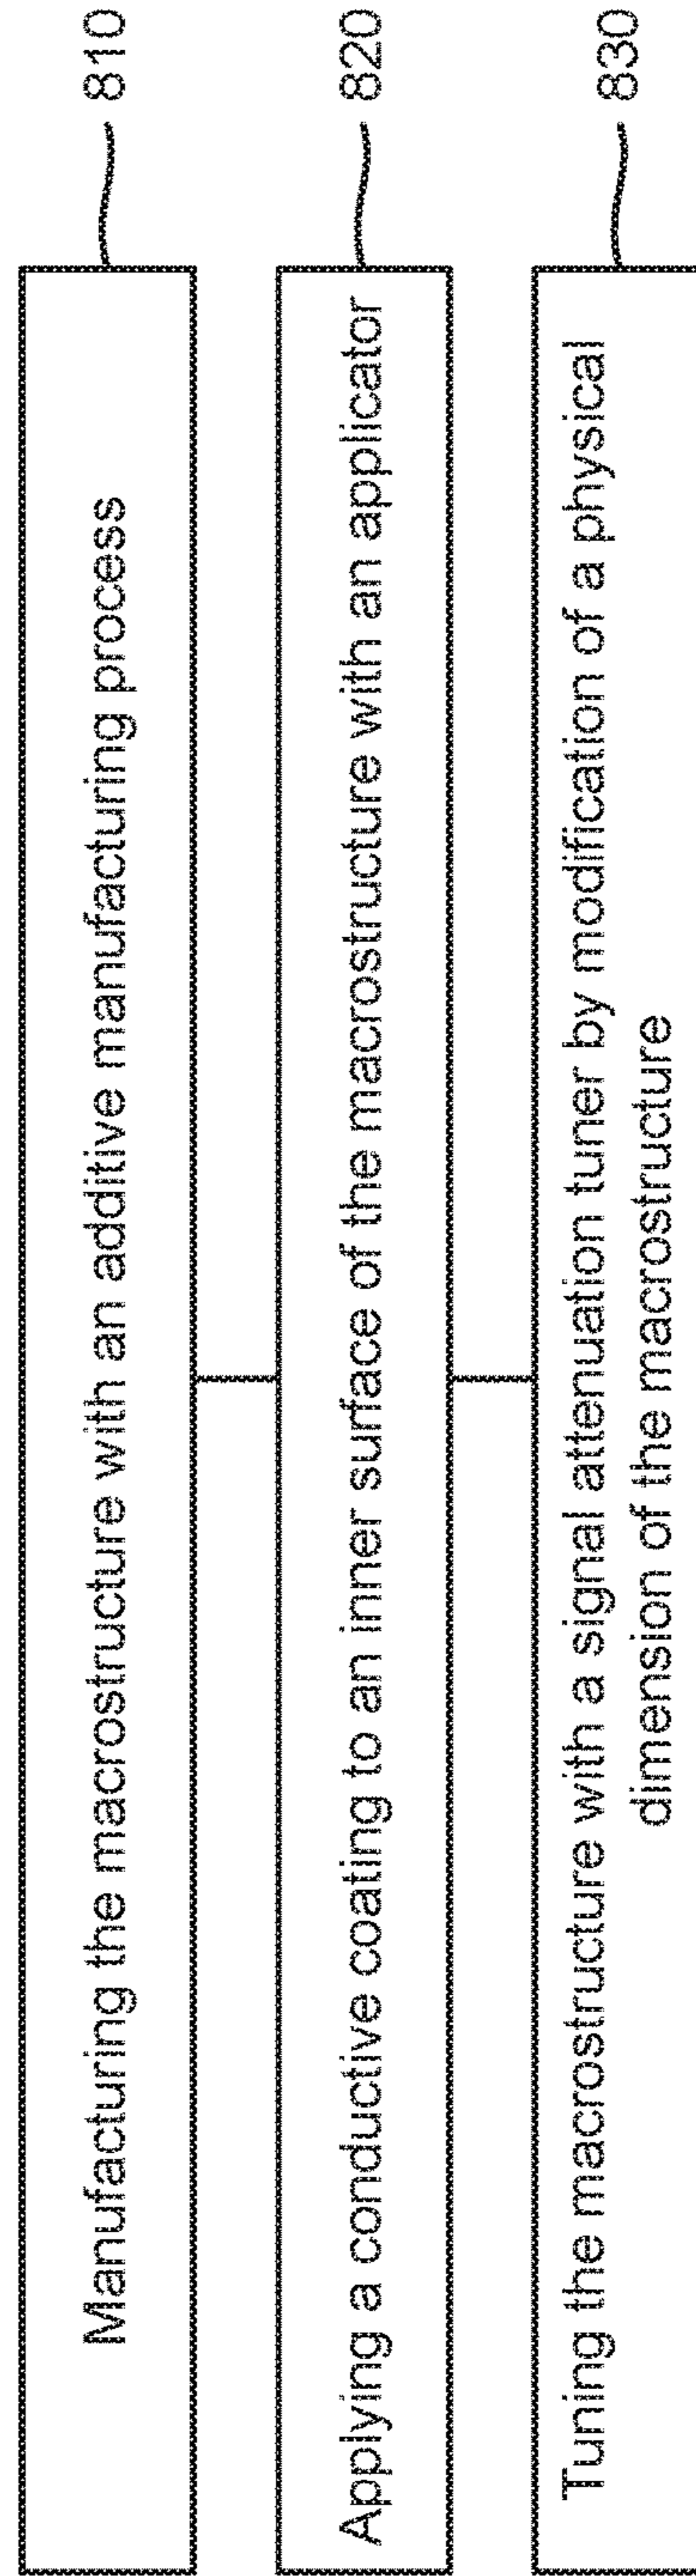 Manufacturing the macrostructure with an additive manufacturing process
810
Applying a conductive coating to an inner surface of the macrostructure with an applicator
820
Tuning the macrostructure with a signal attenuation tuner by modification of a physical
dimension of the macrostructure
830